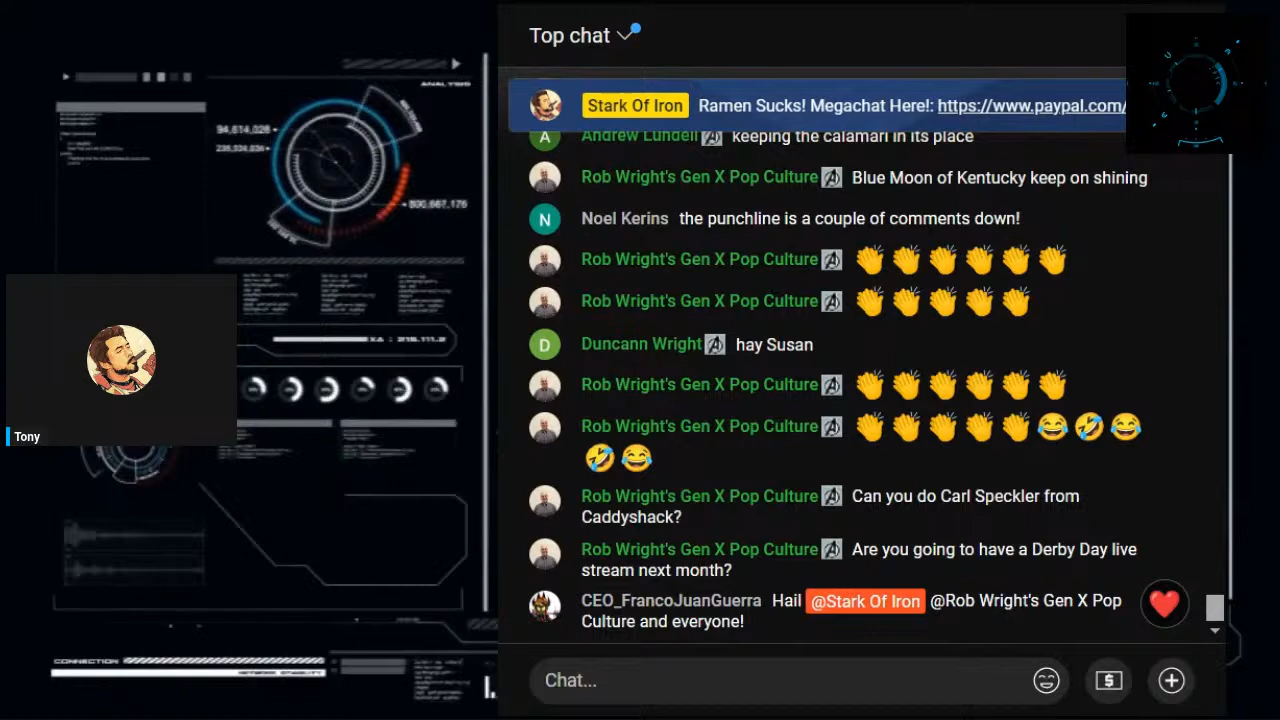 Top chat
Stark Of Iron Ramen Sucks! Megachat Here!: https://www.paypal.com/
Andrew Lundell keeping the calamari in its place
Rob Wright's Gen X Pop Culture Blue Moon of Kentucky keep on shining
Noel Kerins the punchline is a couple of comments down!
Rob Wright's Gen X Pop Culture 👏👏👏👏👏👏
Rob Wright's Gen X Pop Culture 👏👏👏👏👏
Duncann Wright hay Susan
Rob Wright's Gen X Pop Culture 👏👏👏👏👏👏
Rob Wright's Gen X Pop Culture 👏👏👏👏👏😂🤣😂
🤣😂
Rob Wright's Gen X Pop Culture Can you do Carl Speckler from
Caddyshack?
Rob Wright's Gen X Pop Culture Are you going to have a Derby Day live
stream next month?
CEO_FrancoJuanGuerra Hail @Stark Of Iron @Rob Wright's Gen X Pop
Culture and everyone!
Chat...
A
N
D
Tony
ANALYSIS
94,614,026
CONNECTION